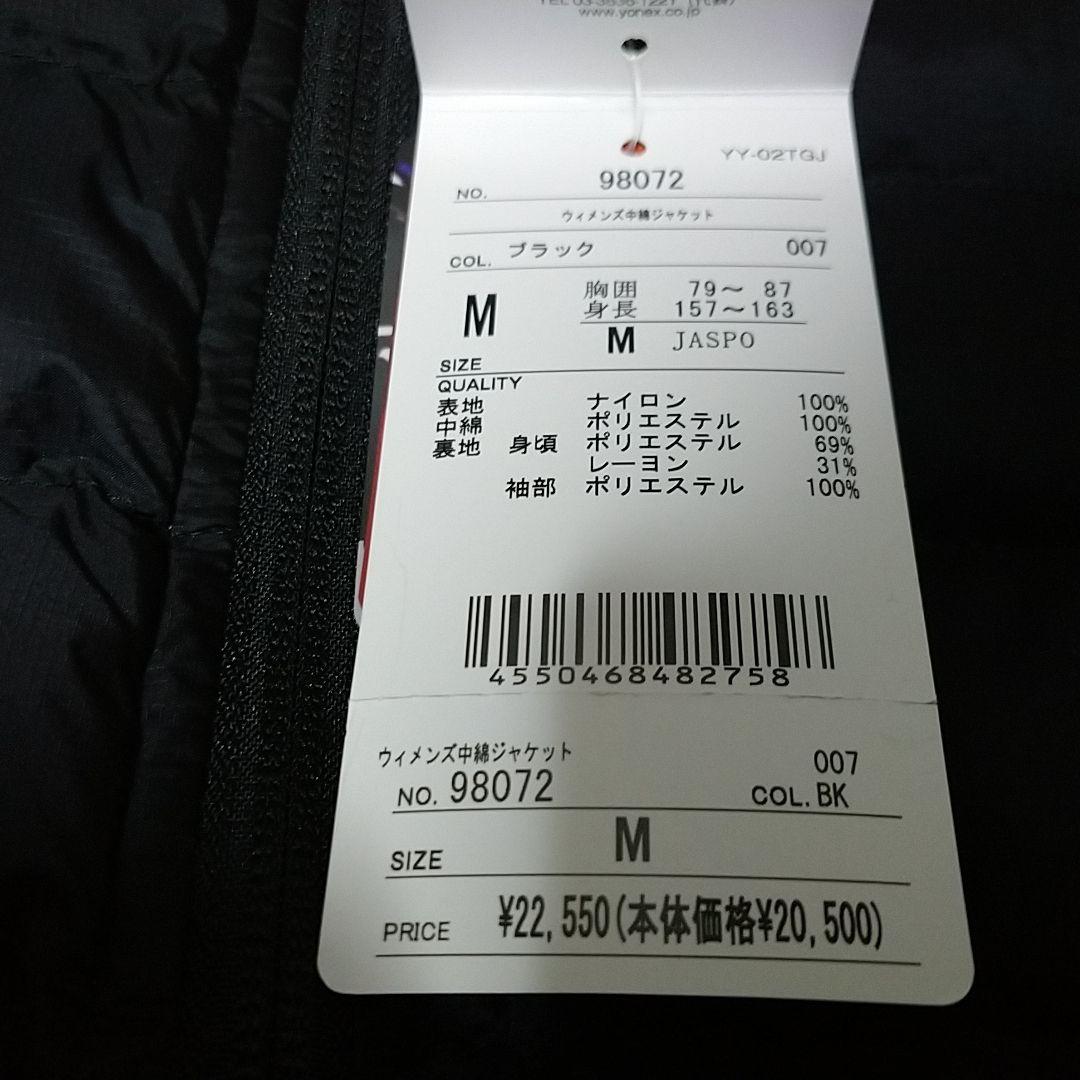 www.yonex.co.jp
YY-02TGJ
NO. 98072
ウィメンズ中綿ジャケット
COL. ブラック 007
M 胸囲 79〜 87
身長 157〜163
M JASPO
SIZE
QUALITY
表地 ナイロン 100%
中綿 ポリエステル 100%
裏地 身頃 ポリエステル 69%
レーヨン 31%
袖部 ポリエステル 100%
4550468482758
ウィメンズ中綿ジャケット 007
NO. 98072 COL. BK
SIZE M
PRICE ¥22,550(本体価格¥20,500)